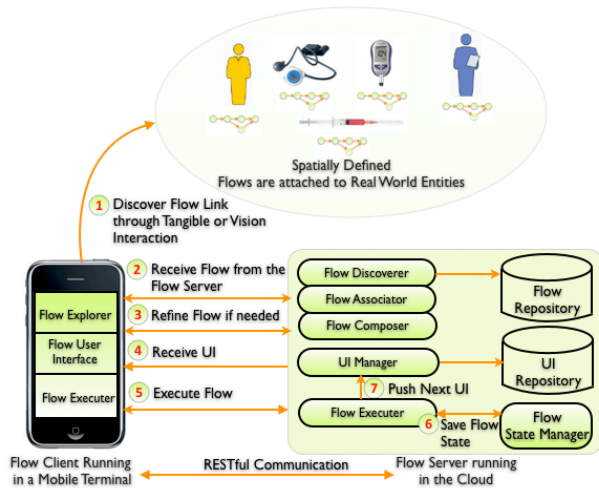 Spatially Defined
Flows are attached to Real World Entities
1 Discover Flow Link
through Tangible or Vision
Interaction
2 Receive Flow from the
Flow Server
3 Refine Flow if needed
4 Receive UI
5 Execute Flow
Flow Explorer
Flow User
Interface
Flow Executer
Flow Discoverer
Flow Associator
Flow Composer
UI Manager
7 Push Next UI
Flow Executer
6 Save Flow
State
Flow
Repository
UI
Repository
Flow
State Manager
Flow Client Running
in a Mobile Terminal
RESTful Communication
Flow Server running
in the Cloud